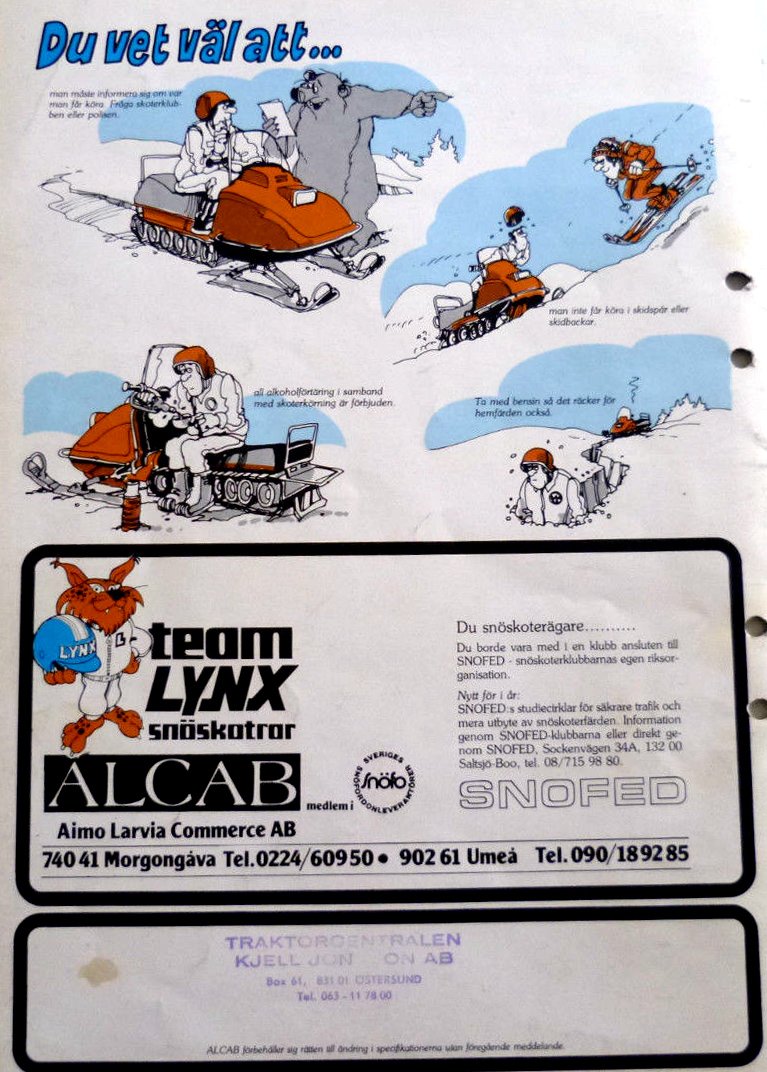 Du vet väl att...
man måste informera sig om var
man får köra. Fråga skoterklub-
ben eller polisen.
man inte får köra i skidspår eller
skidbackar.
all alkoholförtäring i samband
med skoterkörning är förbjuden.
Ta med bensin så det räcker för
hemfärden också.
LYNX
L
team
LYNX
snöskotrar
ALCAB
medlem i
SVERIGES
snöfo
SNÖFORDONLEVERANTÖRER
Aimo Larvia Commerce AB
Du snöskoterägare..........
Du borde vara med i en klubb ansluten till
SNOFED - snöskoterklubbarnas egen riksor-
ganisation.
Nytt för i år:
SNOFED:s studiecirklar för säkrare trafik och
mera utbyte av snöskoterfärden. Information
genom SNOFED-klubbarna eller direkt ge-
nom SNOFED, Sockenvägen 34A, 132 00
Saltsjö-Boo, tel. 08/715 98 80.
SNOFED
740 41 Morgongåva Tel.0224/60950 • 902 61 Umeå Tel.090/189285
TRAKTORCENTRALEN
KJELL AB
Box 61, 831 01 ÖSTERSUND
Tel. 063 - 11 78 00
ALCAB förbehåller sig rätten till ändring i specifikationerna utan föregående meddelande.